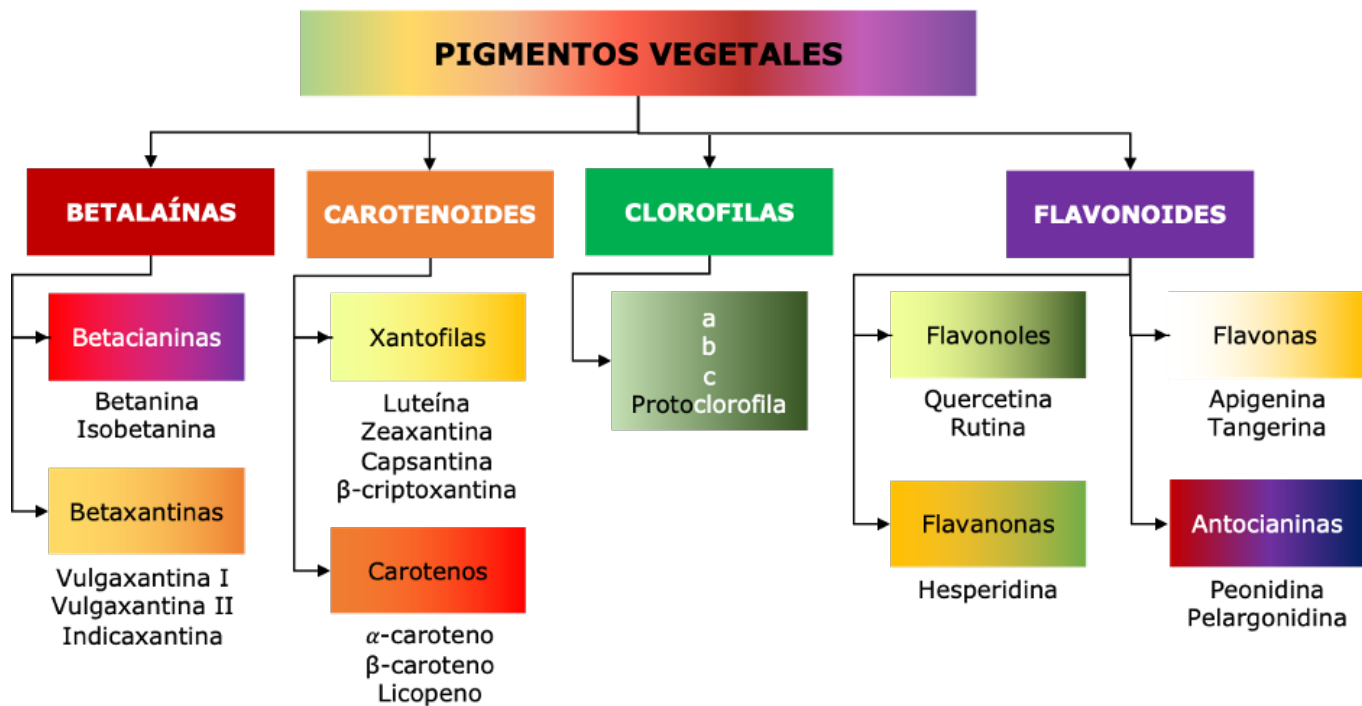 PIGMENTOS VEGETALES
BETALAÍNAS
Betacianinas
Betanina
Isobetanina
Betaxantinas
Vulgaxantina I
Vulgaxantina II
Indicaxantina
CAROTENOIDES
Xantofilas
Luteína
Zeaxantina
Capsantina
β-criptoxantina
Carotenos
α-caroteno
β-caroteno
Licopeno
CLOROFILAS
a
b
c
Protoclorofila
FLAVONOIDES
Flavonoles
Quercetina
Rutina
Flavanonas
Hesperidina
Flavonas
Apigenina
Tangerina
Antocianinas
Peonidina
Pelargonidina